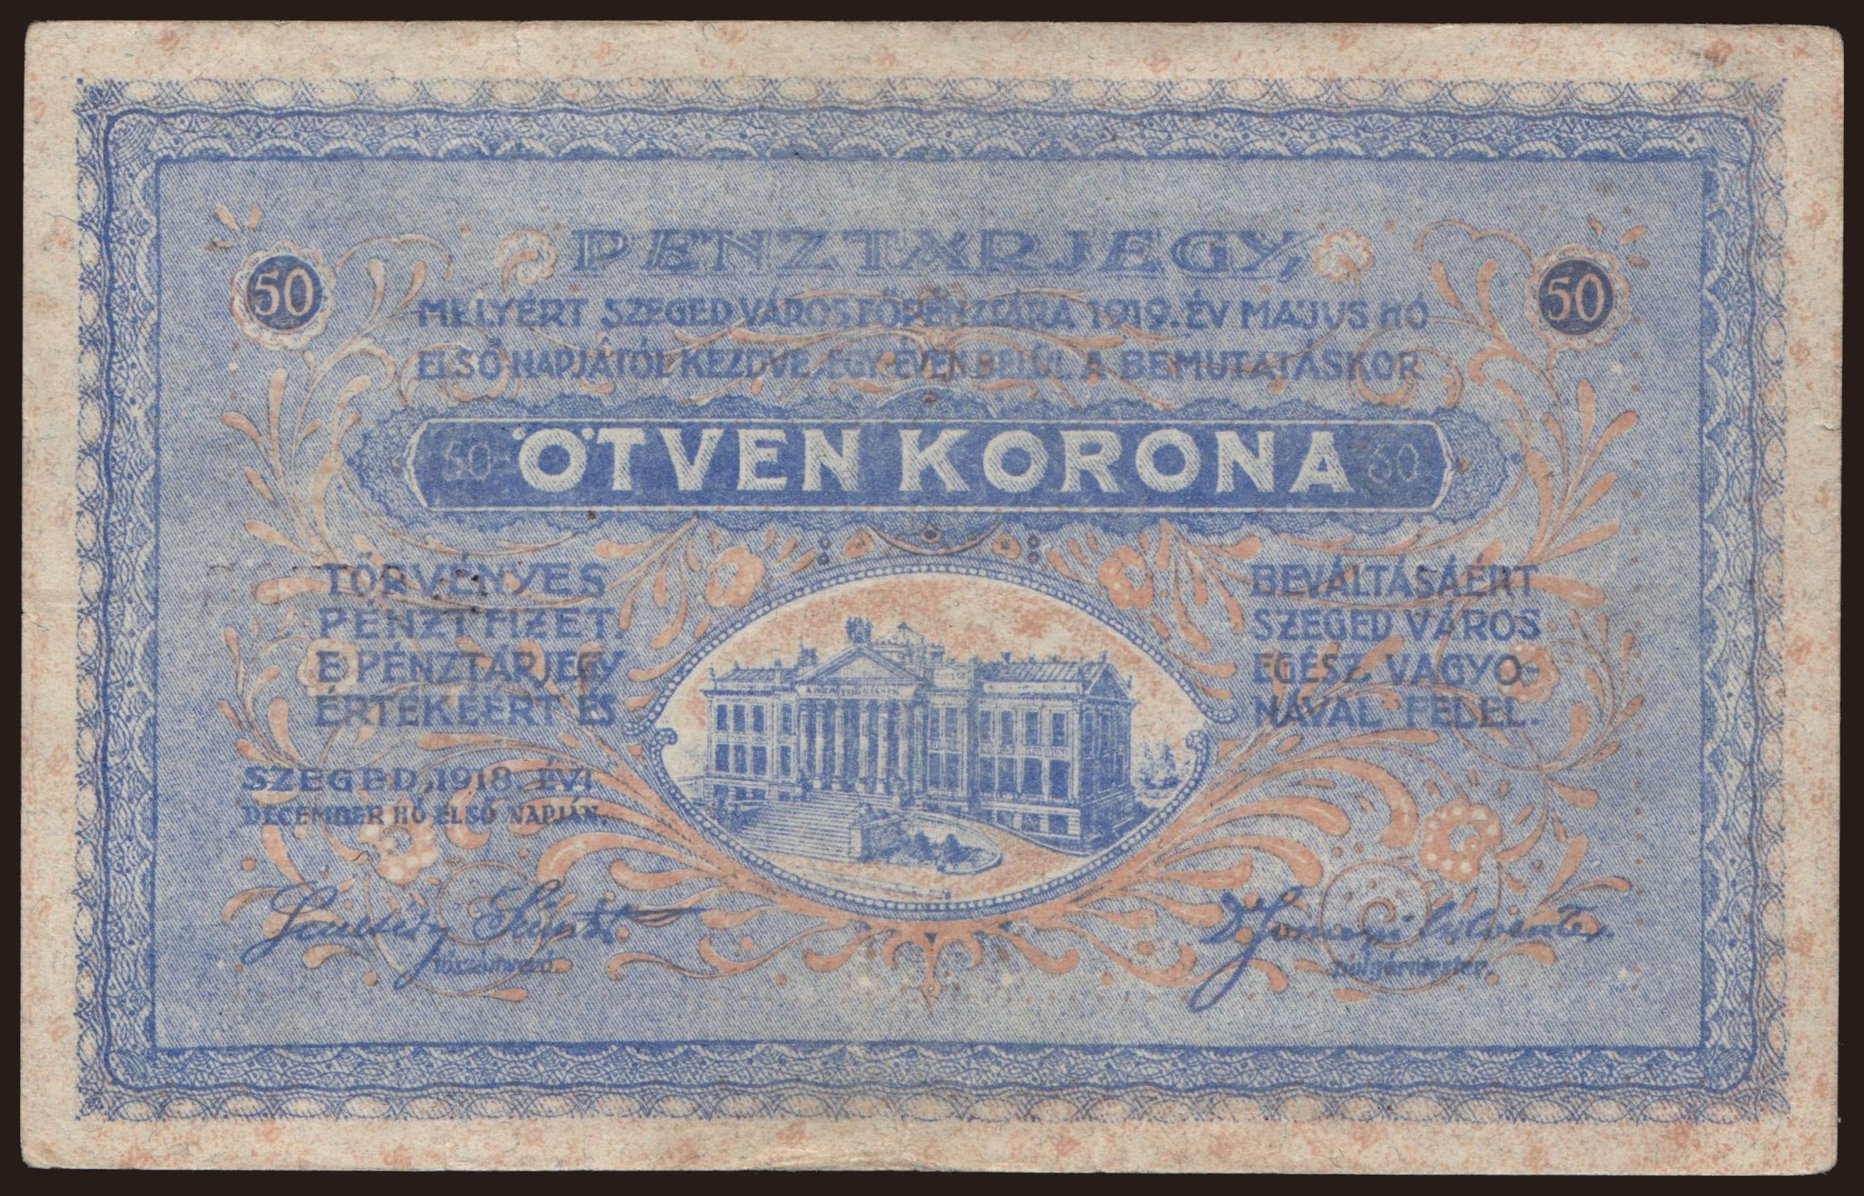 PÉNZTÁRJEGY,
50
50
MELYÉRT SZEGED VÁROS FŐPÉNZTÁRA 1919. ÉV MÁJUS HÓ
ELSŐ NAPJÁTÓL KEZDVE EGY ÉVEN BELÜL A BEMUTATÁSKOR
50 ÖTVEN KORONA 50
TÖRVÉNYES
PÉNZT FIZET.
E PÉNZTÁRJEGY
ÉRTÉKÉÉRT ÉS
BEVÁLTÁSÁÉRT
SZEGED VÁROS
EGÉSZ VAGYO-
NÁVAL FELEL.
SZEGED, 1918. ÉVI
DECEMBER HÓ ELSŐ NAPJÁN.
polgármester.